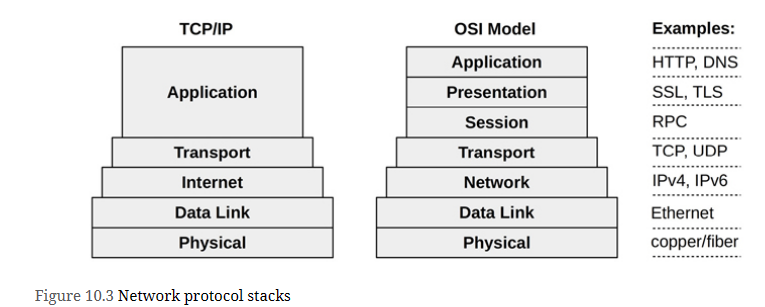 TCP/IP OSI Model Examples:
Application Application HTTP, DNS
Presentation SSL, TLS
Session RPC
Transport Transport TCP, UDP
Internet Network IPv4, IPv6
Data Link Data Link Ethernet
Physical Physical copper/fiber
Figure 10.3 Network protocol stacks